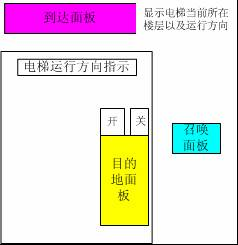 到达面板
显示电梯当前所在
楼层以及运行方向
电梯运行方向指示
开
关
目的
地面
板
召唤
面板